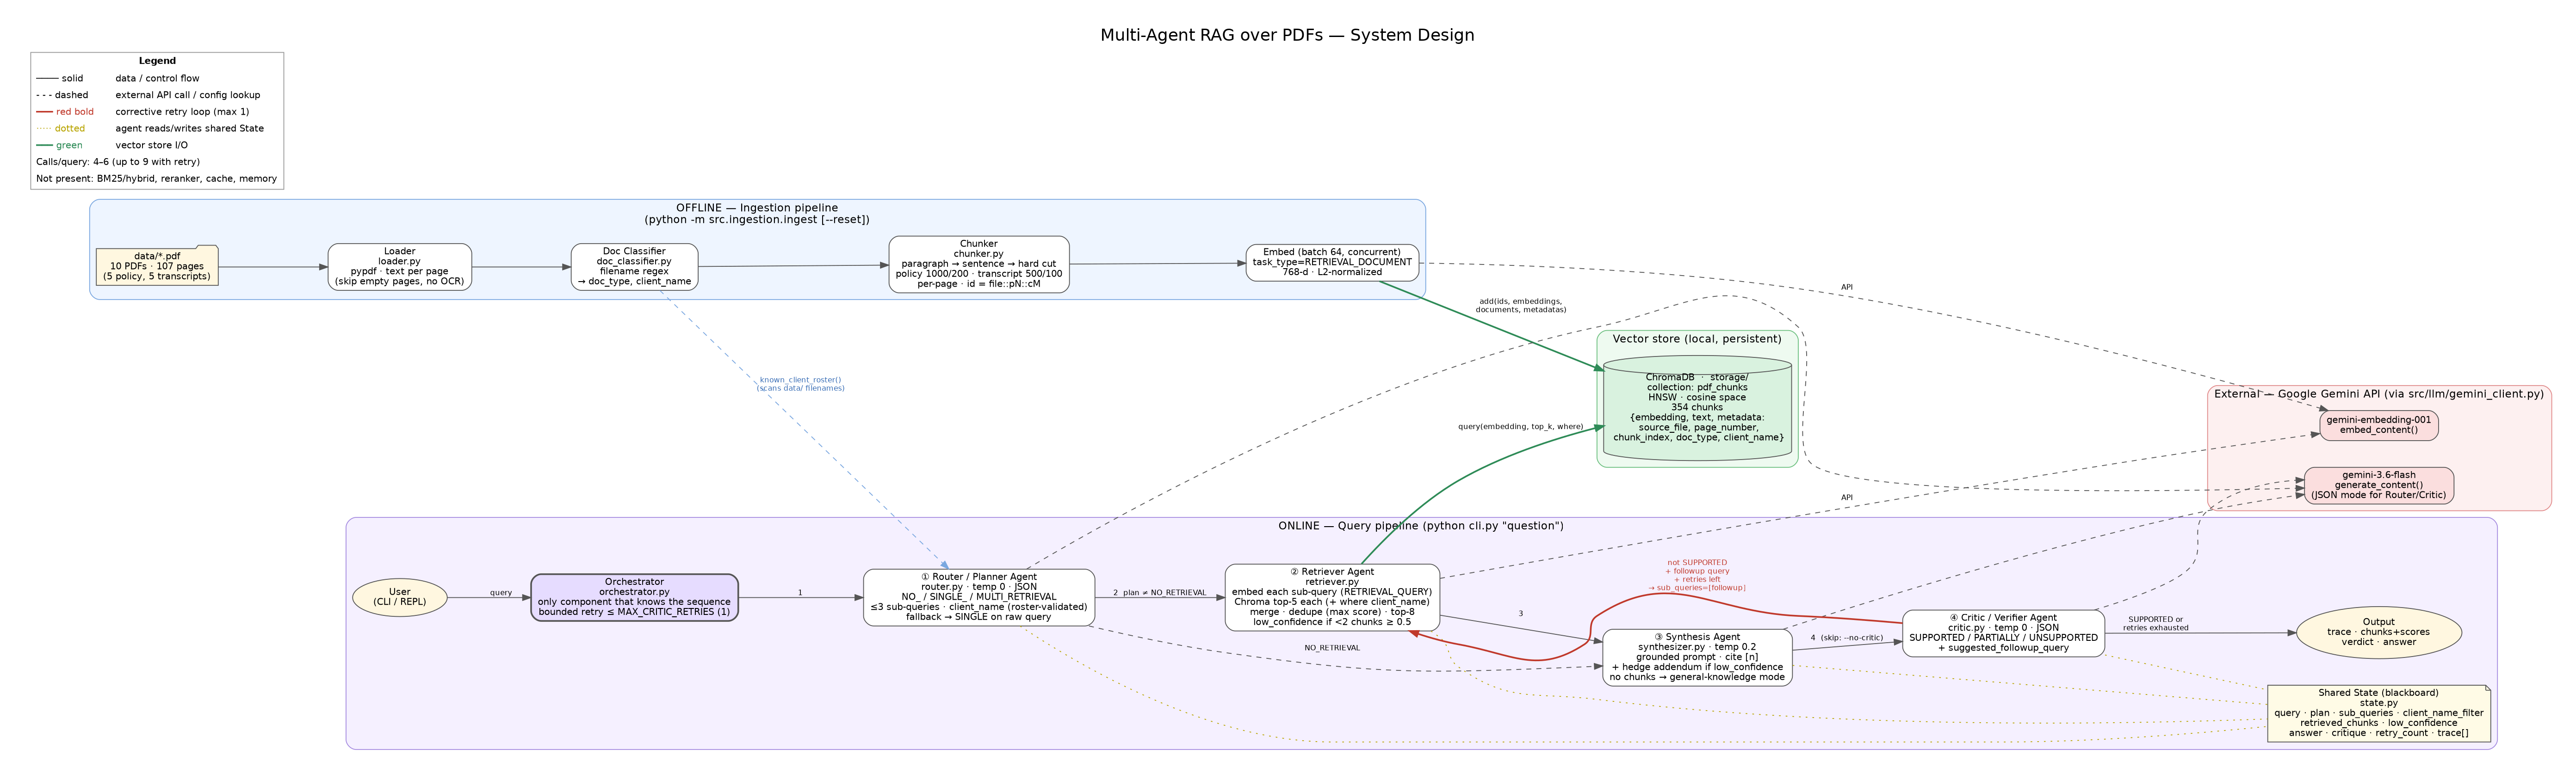 Multi-Agent RAG over PDFs — System Design
Legend
solid data / control flow
dashed external API call / config lookup
red bold corrective retry loop (max 1)
dotted agent reads/writes shared State
green vector store I/O
Calls/query: 4–6 (up to 9 with retry)
Not present: BM25/hybrid, reranker, cache, memory
OFFLINE — Ingestion pipeline
(python -m src.ingestion.ingest [--reset])
data/*.pdf
10 PDFs · 107 pages
(5 policy, 5 transcripts)
Loader
loader.py
pypdf · text per page
(skip empty pages, no OCR)
Doc Classifier
doc_classifier.py
filename regex
→ doc_type, client_name
Chunker
chunker.py
paragraph → sentence → hard cut
policy 1000/200 · transcript 500/100
per-page · id = file::pN::cM
Embed (batch 64, concurrent)
task_type=RETRIEVAL_DOCUMENT
768-d · L2-normalized
API
add(ids, embeddings,
documents, metadatas)
known_client_roster()
(scans data/ filenames)
Vector store (local, persistent)
ChromaDB · storage/
collection: pdf_chunks
HNSW · cosine space
354 chunks
{embedding, text, metadata:
source_file, page_number,
chunk_index, doc_type, client_name}
query(embedding, top_k, where)
External — Google Gemini API (via src/llm/gemini_client.py)
gemini-embedding-001
embed_content()
gemini-3.6-flash
generate_content()
(JSON mode for Router/Critic)
API
ONLINE — Query pipeline (python cli.py "question")
User
(CLI / REPL)
query
Orchestrator
orchestrator.py
only component that knows the sequence
bounded retry ≤ MAX_CRITIC_RETRIES (1)
1
① Router / Planner Agent
router.py · temp 0 · JSON
NO_ / SINGLE_ / MULTI_RETRIEVAL
≤3 sub-queries · client_name (roster-validated)
fallback → SINGLE on raw query
2 plan ≠ NO_RETRIEVAL
NO_RETRIEVAL
② Retriever Agent
retriever.py
embed each sub-query (RETRIEVAL_QUERY)
Chroma top-5 each (+ where client_name)
merge · dedupe (max score) · top-8
low_confidence if <2 chunks ≥ 0.5
3
not SUPPORTED
+ followup query
+ retries left
→ sub_queries=[followup]
③ Synthesis Agent
synthesizer.py · temp 0.2
grounded prompt · cite [n]
+ hedge addendum if low_confidence
no chunks → general-knowledge mode
4 (skip: --no-critic)
④ Critic / Verifier Agent
critic.py · temp 0 · JSON
SUPPORTED / PARTIALLY / UNSUPPORTED
+ suggested_followup_query
SUPPORTED or
retries exhausted
Output
trace · chunks+scores
verdict · answer
Shared State (blackboard)
state.py
query · plan · sub_queries · client_name_filter
retrieved_chunks · low_confidence
answer · critique · retry_count · trace[]